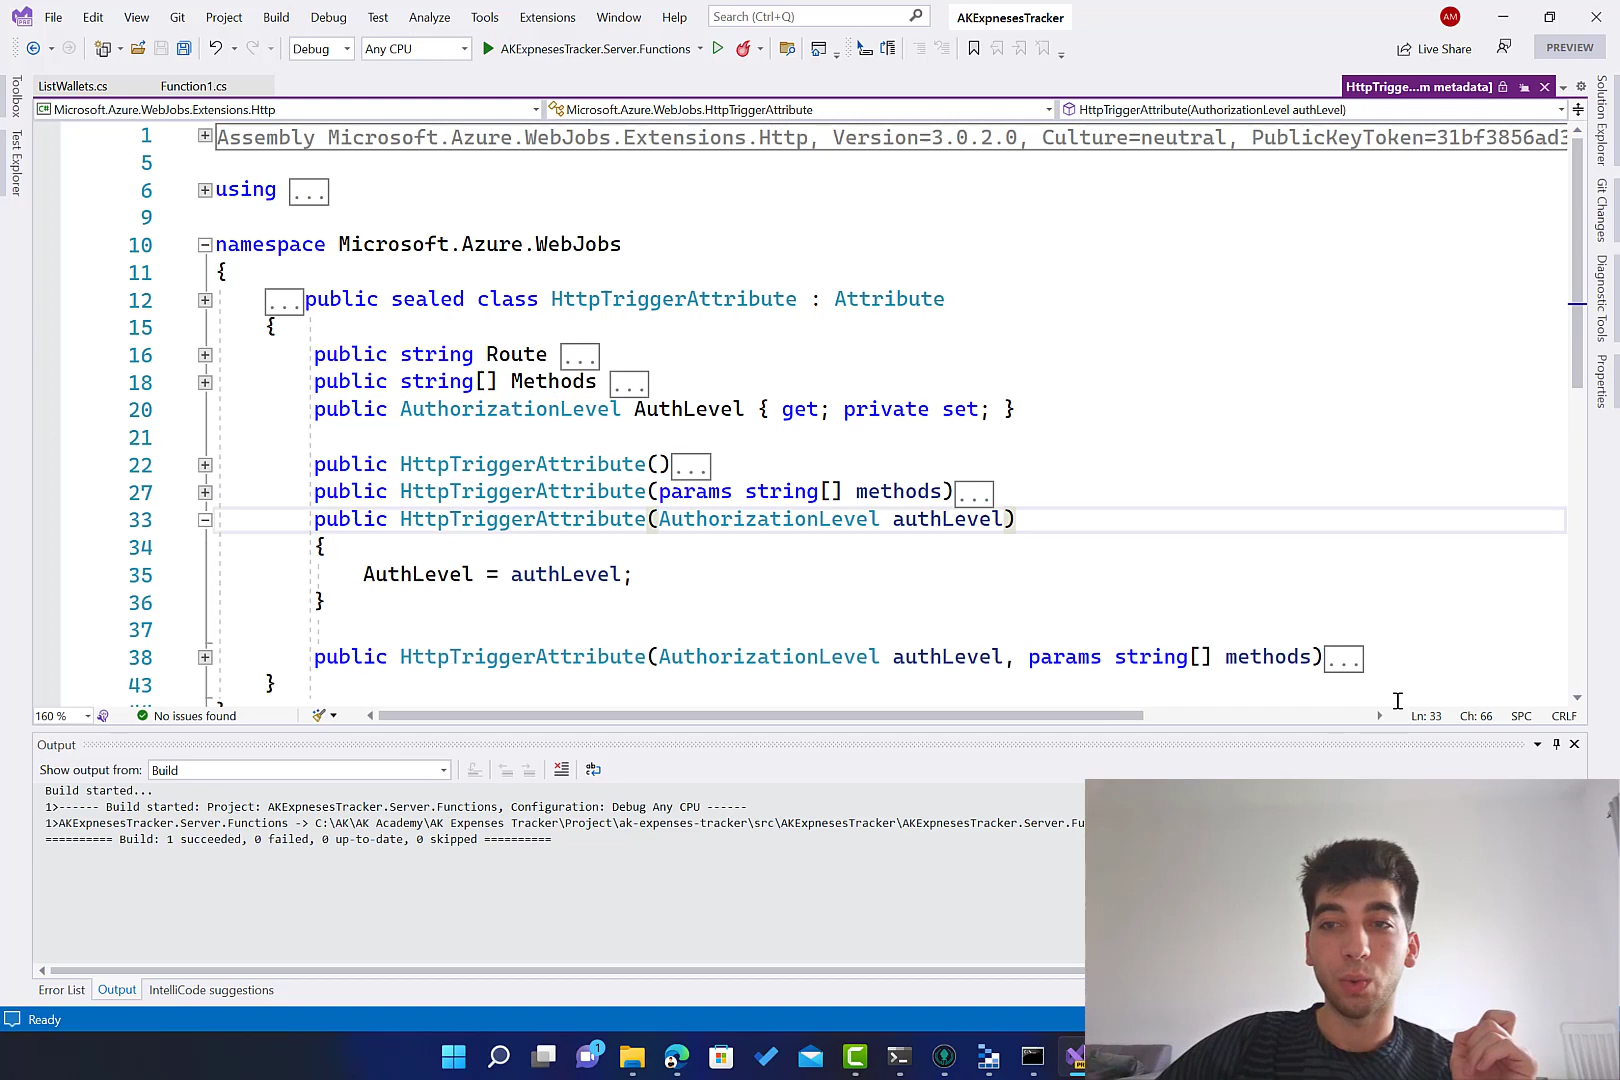 File Edit View Git Project Build Debug Test Analyze Tools Extensions Window Help Search (Ctrl+Q) AKExpnesesTracker AM
Debug Any CPU AKExpnesesTracker.Server.Functions Live Share PREVIEW
ListWallets.cs Function1.cs HttpTrigge...m metadata]
Microsoft.Azure.WebJobs.Extensions.Http Microsoft.Azure.WebJobs.HttpTriggerAttribute HttpTriggerAttribute(AuthorizationLevel authLevel)
Toolbox
Test Explorer
1 Assembly Microsoft.Azure.WebJobs.Extensions.Http, Version=3.0.2.0, Culture=neutral, PublicKeyToken=31bf3856ad3
5
6 using ...
9
10 namespace Microsoft.Azure.WebJobs
11 {
12 ...public sealed class HttpTriggerAttribute : Attribute
15 {
16 public string Route ...
18 public string[] Methods ...
20 public AuthorizationLevel AuthLevel { get; private set; }
21
22 public HttpTriggerAttribute()...
27 public HttpTriggerAttribute(params string[] methods)...
33 public HttpTriggerAttribute(AuthorizationLevel authLevel)
34 {
35 AuthLevel = authLevel;
36 }
37
38 public HttpTriggerAttribute(AuthorizationLevel authLevel, params string[] methods)...
43 }
Solution Explorer
Git Changes
Diagnostic Tools
Properties
160 % No issues found Ln: 33 Ch: 66 SPC CRLF
Output
Show output from: Build
Build started...
1>------ Build started: Project: AKExpnesesTracker.Server.Functions, Configuration: Debug Any CPU ------
1>AKExpnesesTracker.Server.Functions -> C:\AK\AK Academy\AK Expenses Tracker\Project\ak-expenses-tracker\src\AKExpnesesTracker\AKExpnesesTracker.Server.Fu
========== Build: 1 succeeded, 0 failed, 0 up-to-date, 0 skipped ==========
Error List Output IntelliCode suggestions
Ready
1